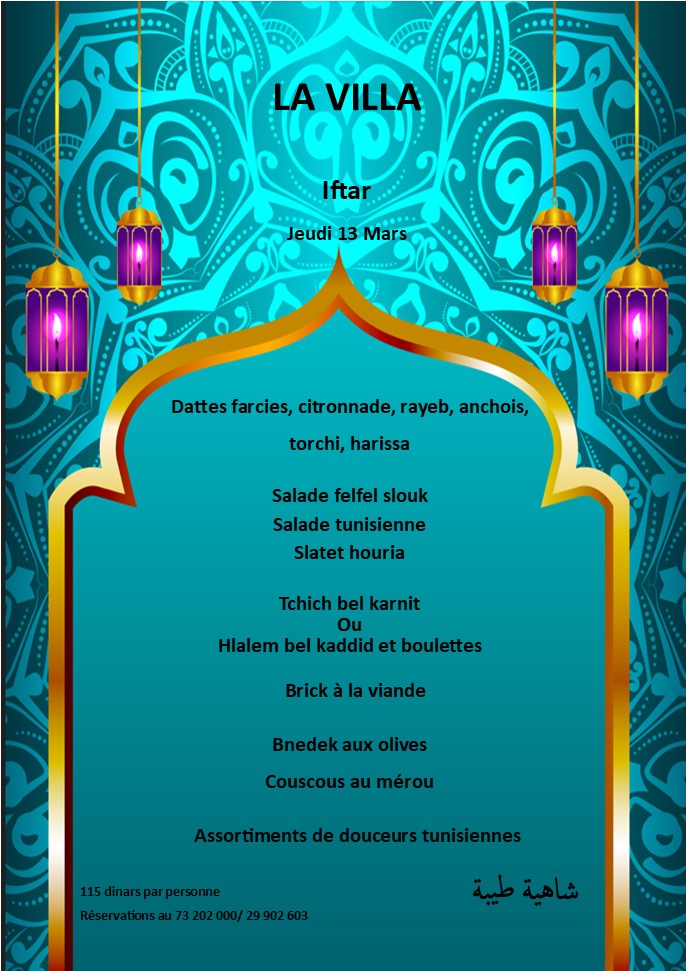 LA VILLA
Iftar
Jeudi 13 Mars
Dattes farcies, citronnade, rayeb, anchois,
torchi, harissa
Salade felfel slouk
Salade tunisienne
Slatet houria
Tchich bel karnit
Ou
Hlalem bel kaddid et boulettes
Brick à la viande
Bnedek aux olives
Couscous au mérou
Assortiments de douceurs tunisiennes
115 dinars par personne
شاهية طيبة
Réservations au 73 202 000/ 29 902 603